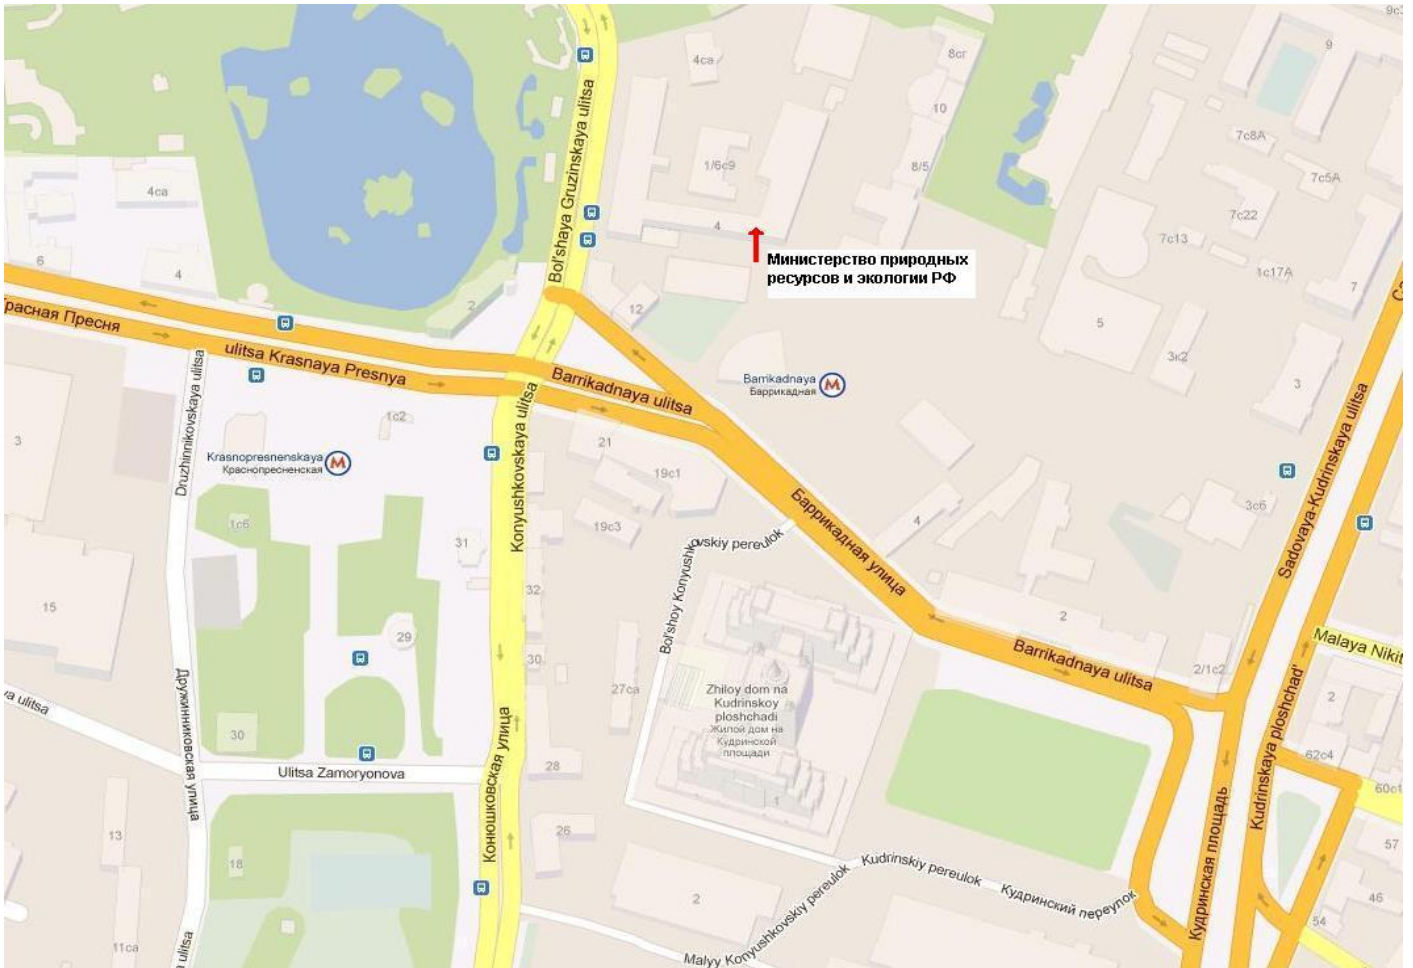 9
8сг
4са
10
7с8А
1/6с9
8/5
7с5А
4са
Bol'shaya Gruzinskaya ulitsa
7с22
4
7с13
Министерство природных
ресурсов и экологии РФ
6
4
1с17А
7
2
12
5
Красная Пресня
ulitsa Krasnaya Presnya
3к2
Barrikadnaya ulitsa
Barrikadnaya
Баррикадная
M
3
Druzhinnikovskaya ulitsa
1с2
Konyushkovskaya ulitsa
Sadovaya-Kudrinskaya ulitsa
3
21
Krasnopresnenskaya
Краснопресненская
M
19с1
Баррикадная улица
3с6
1с6
19с3
4
31
Bol'shoy Konyushkovskiy pereulok
15
32
2
29
Malaya Nikit
30
Barrikadnaya ulitsa
2/1с2
27са
Zhiloy dom na
Kudrinskoy
ploshchadi
Жилой дом на
Кудринской
площади
2
ya ulitsa
Дружинниковская улица
30
Конюшковская улица
Kudrinskaya ploshchad'
62с4
Ulitsa Zamoryonova
28
1
60с1
13
26
Кудринская площадь
57
18
Kudrinskiy pereulok
Кудринский переулок
2
46
54
11са
ulitsa
Malyy Konyushkovskiy pereulok